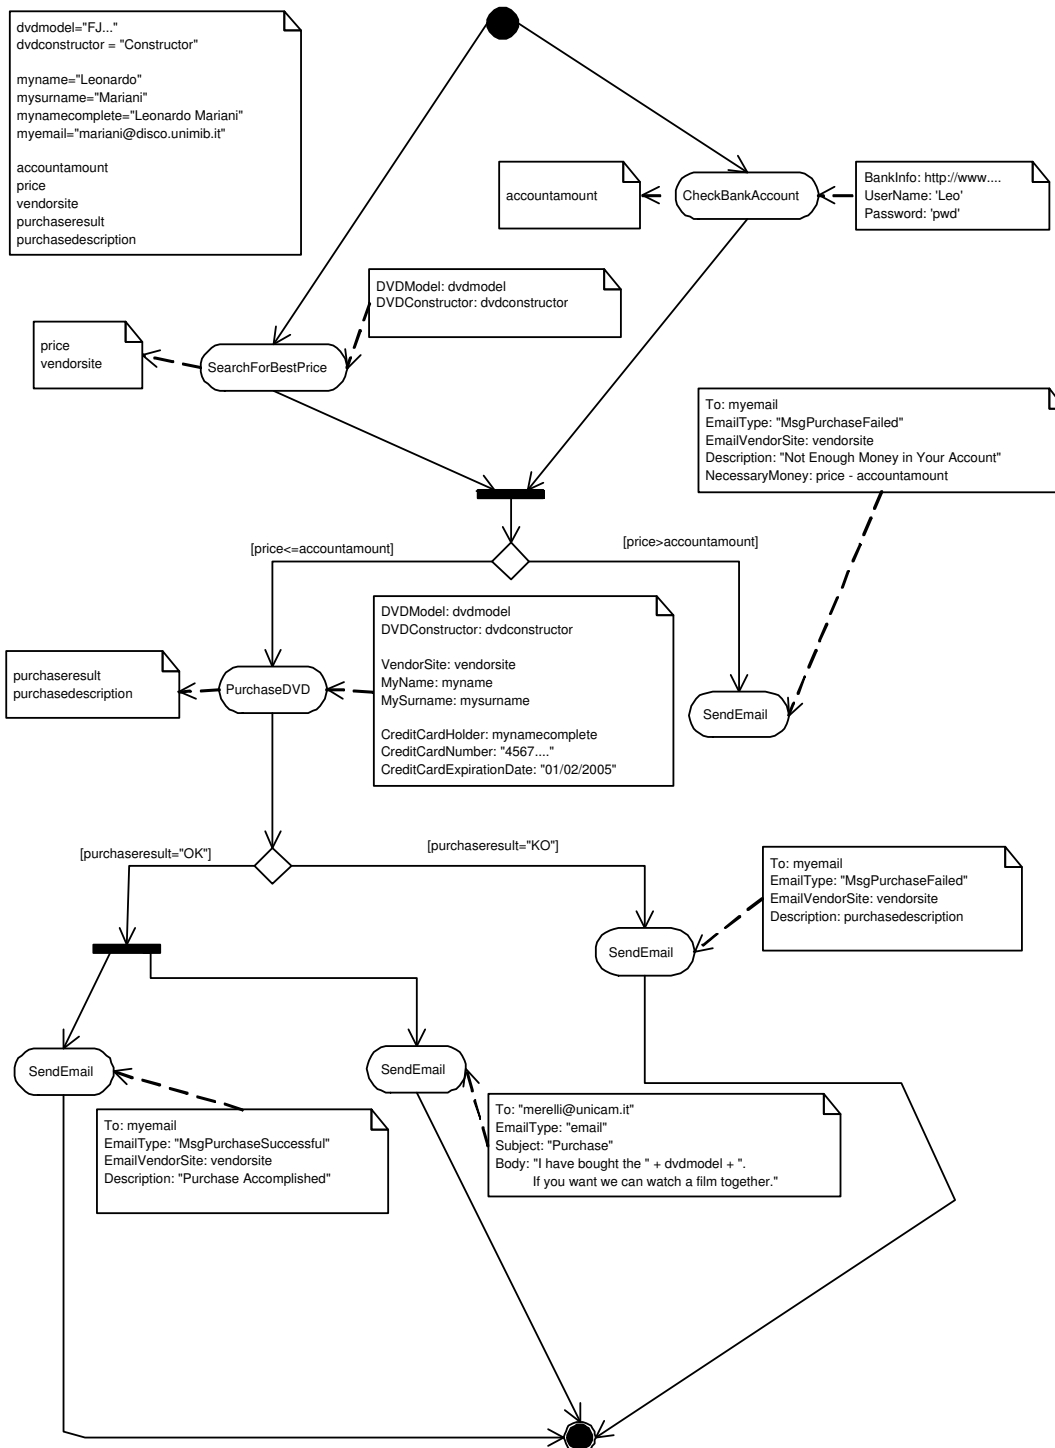 dvdmodel="FJ..."
dvdconstructor = "Constructor"
myname="Leonardo"
mysurname="Mariani"
mynamecomplete="Leonardo Mariani"
myemail="mariani@disco.unimib.it"
accountamount
price
vendorsite
purchaseresult
purchasedescription
accountamount
CheckBankAccount
BankInfo: http://www....
UserName: 'Leo'
Password: 'pwd'
DVDModel: dvdmodel
DVDConstructor: dvdconstructor
price
vendorsite
SearchForBestPrice
To: myemail
EmailType: "MsgPurchaseFailed"
EmailVendorSite: vendorsite
Description: "Not Enough Money in Your Account"
NecessaryMoney: price - accountamount
[price<=accountamount]
[price>accountamount]
DVDModel: dvdmodel
DVDConstructor: dvdconstructor
VendorSite: vendorsite
MyName: myname
MySurname: mysurname
CreditCardHolder: mynamecomplete
CreditCardNumber: "4567...."
CreditCardExpirationDate: "01/02/2005"
purchaseresult
purchasedescription
PurchaseDVD
SendEmail
[purchaseresult="OK"]
[purchaseresult="KO"]
To: myemail
EmailType: "MsgPurchaseFailed"
EmailVendorSite: vendorsite
Description: purchasedescription
SendEmail
SendEmail
SendEmail
To: myemail
EmailType: "MsgPurchaseSuccessful"
EmailVendorSite: vendorsite
Description: "Purchase Accomplished"
To: "merelli@unicam.it"
EmailType: "email"
Subject: "Purchase"
Body: "I have bought the " + dvdmodel + ".
If you want we can watch a film together."